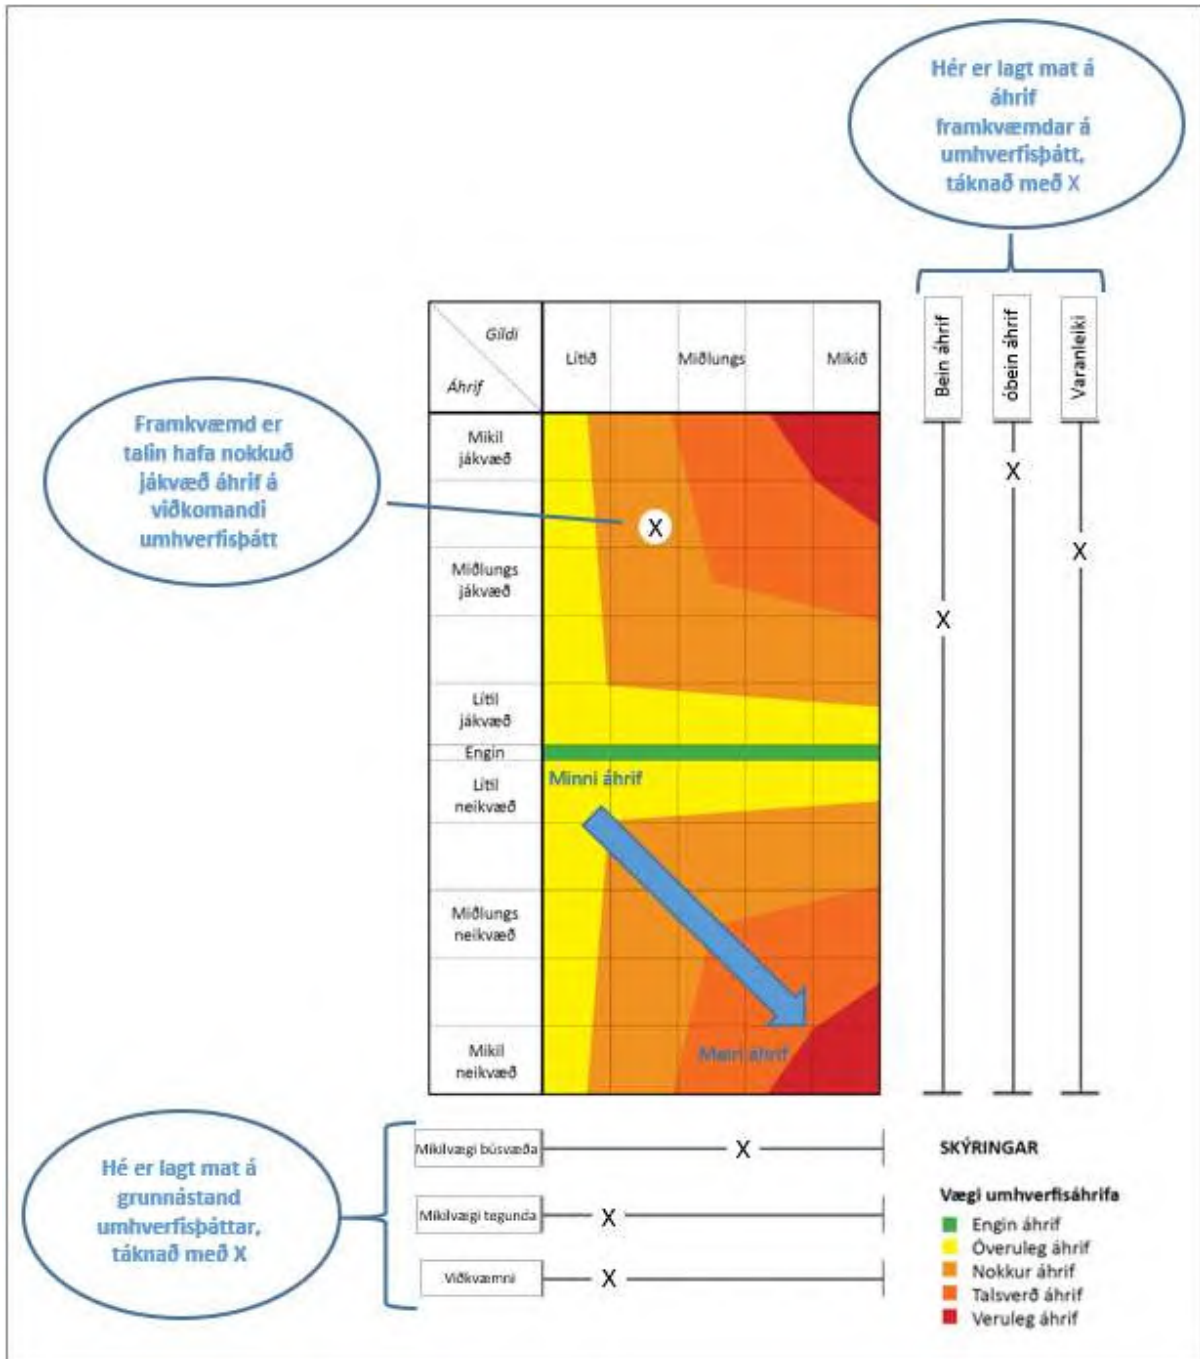 Hér er lagt mat á
áhrif
framkvæmdar á
umhverfisþátt,
táknað með X
Bein áhrif
óbein áhrif
Varanleiki
Gildi
Áhrif
Lítið
Miðlungs
Mikið
Framkvæmd er
talin hafa nokkuð
jákvæð áhrif á
viðkomandi
umhverfisþátt
Mikil
jákvæð
X
X
X
X
Miðlungs
jákvæð
Lítil
jákvæð
Engin
Minni áhrif
Lítil
neikvæð
Miðlungs
neikvæð
Mikil
neikvæð
Meiri áhrif
Hé er lagt mat á
grunnástand
umhverfisþáttar,
táknað með X
Mikilvægi búsvæða
X
Mikilvægi tegunda
X
Viðkvæmni
X
SKÝRINGAR
Vægi umhverfisáhrifa
Engin áhrif
Óveruleg áhrif
Nokkur áhrif
Talsverð áhrif
Veruleg áhrif